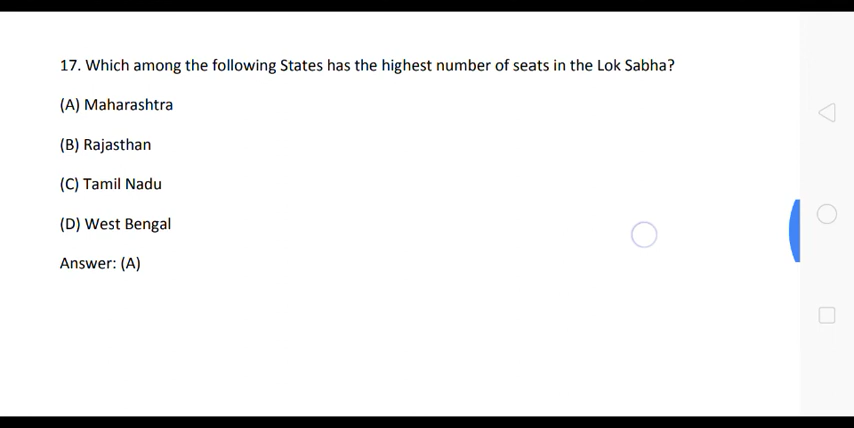 17. Which among the following States has the highest number of seats in the Lok Sabha?
(A) Maharashtra
(B) Rajasthan
(C) Tamil Nadu
(D) West Bengal
Answer: (A)